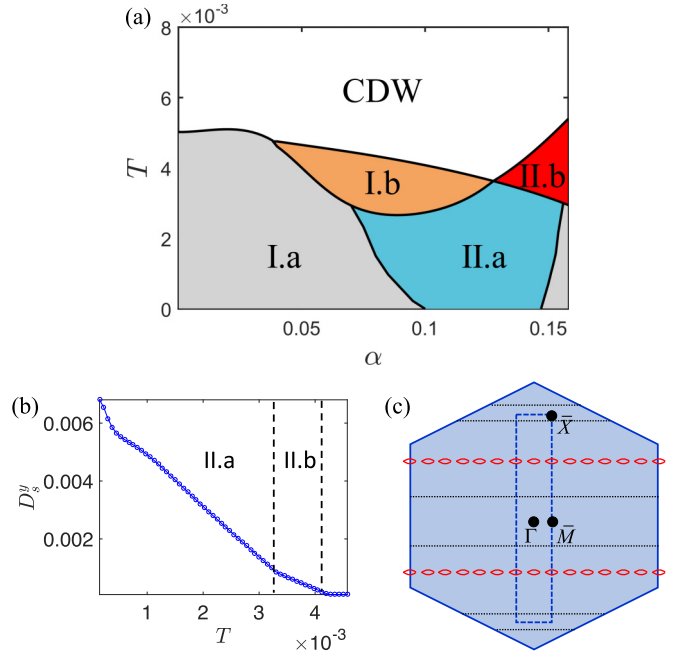 (a)
×10⁻³
8
6
4
2
0
T
CDW
I.b
II.b
I.a
II.a
0.05
0.1
0.15
α
(b)
0.006
0.004
0.002
D_s^y
II.a
II.b
1
2
3
4
T
×10⁻³
(c)
X̄
Γ
M̄